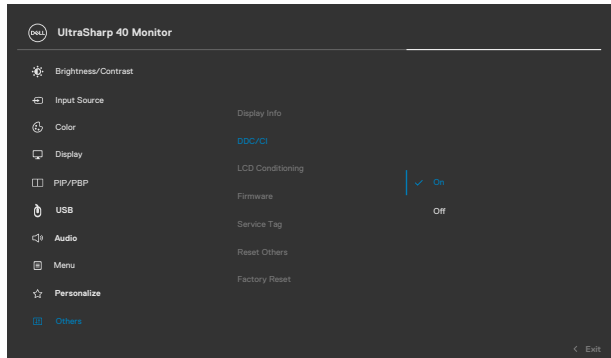 DELL UltraSharp 40 Monitor
Brightness/Contrast
Input Source
Color
Display
PIP/PBP
USB
Audio
Menu
Personalize
Others
Display Info
DDC/CI
LCD Conditioning
Firmware
Service Tag
Reset Others
Factory Reset
On
Off
Exit